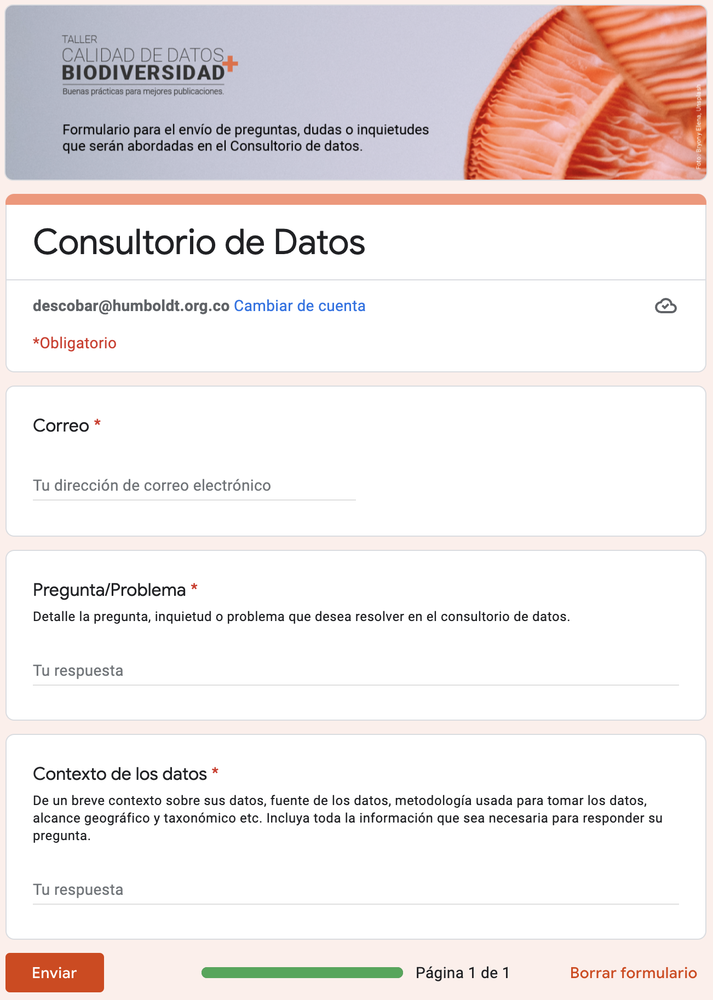 TALLER
CALIDAD DE DATOS
BIODIVERSIDAD+
Buenas prácticas para mejores publicaciones.
Formulario para el envío de preguntas, dudas o inquietudes
que serán abordadas en el Consultorio de datos.
Foto: Bryony Elena, Unsplash
Consultorio de Datos
descobar@humboldt.org.co Cambiar de cuenta
*Obligatorio
Correo *
Tu dirección de correo electrónico
Pregunta/Problema *
Detalle la pregunta, inquietud o problema que desea resolver en el consultorio de datos.
Tu respuesta
Contexto de los datos *
De un breve contexto sobre sus datos, fuente de los datos, metodología usada para tomar los datos,
alcance geográfico y taxonómico etc. Incluya toda la información que sea necesaria para responder su
pregunta.
Tu respuesta
Enviar
Página 1 de 1
Borrar formulario